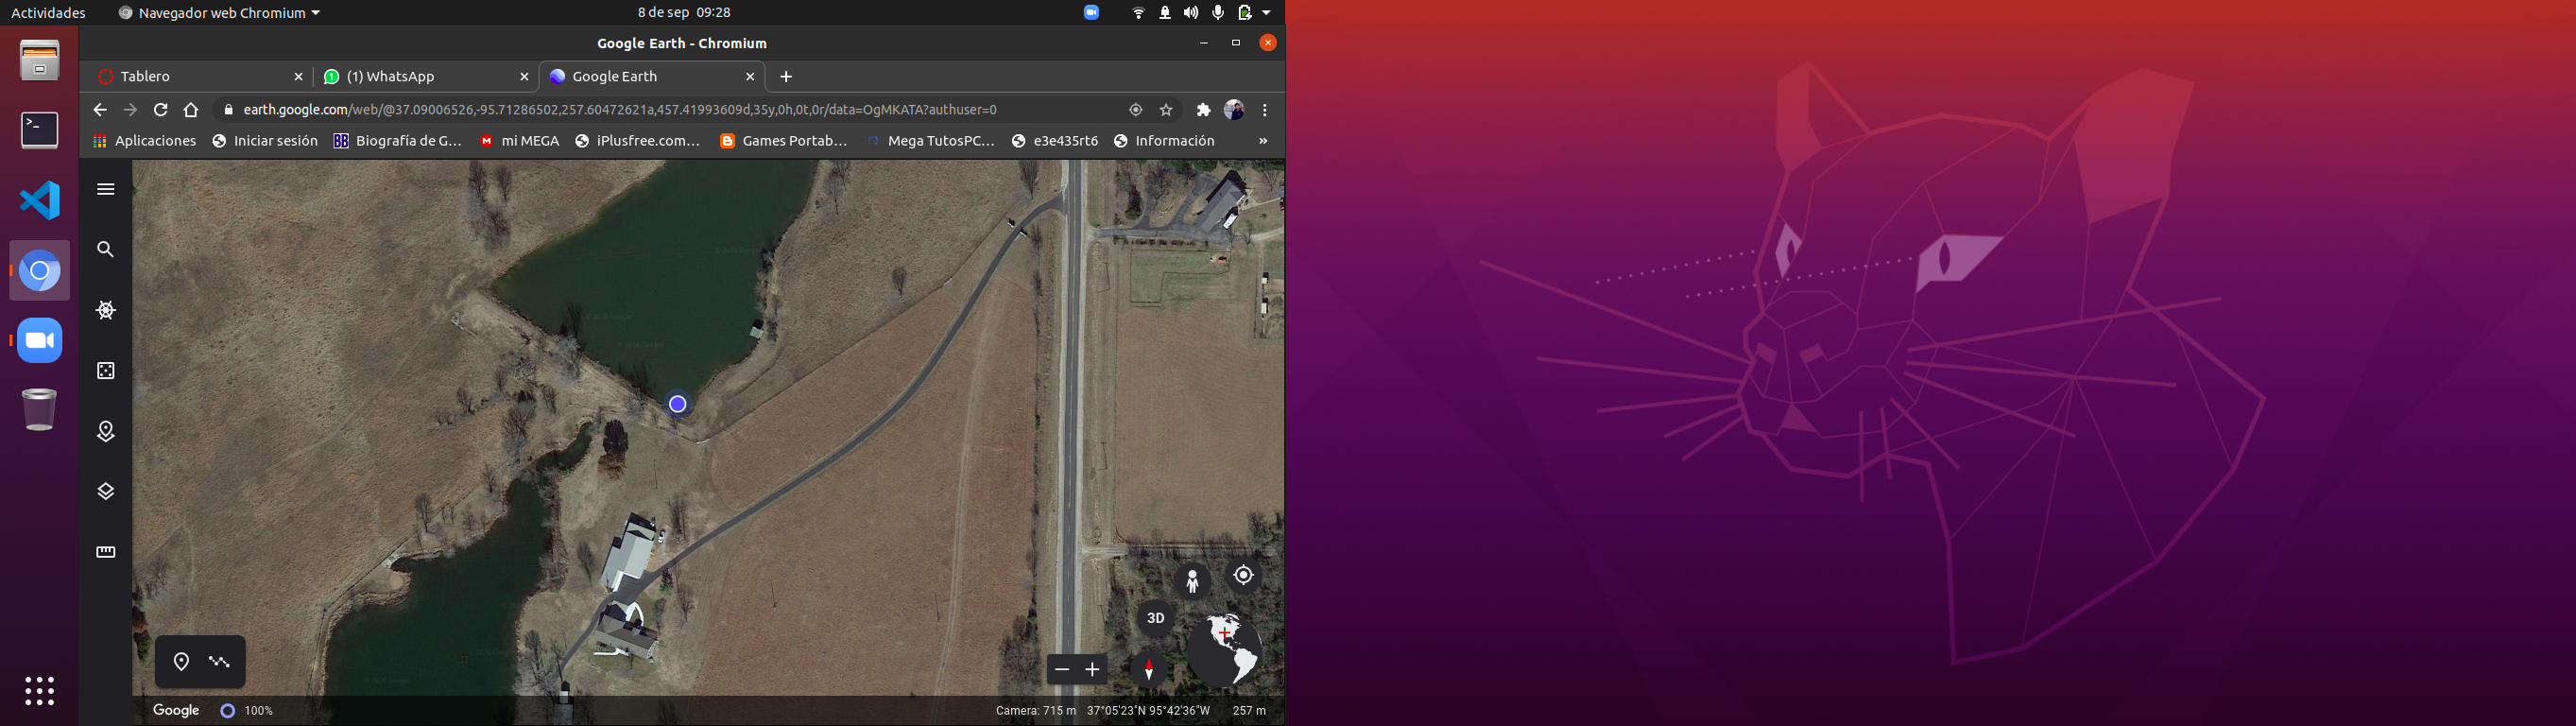 Actividades
Navegador web Chromium
8 de sep 09:28
Google Earth - Chromium
Tablero
(1) WhatsApp
Google Earth
earth.google.com/web/@37.09006526,-95.71286502,257.60472621a,457.41993609d,35y,0h,0t,0r/data=OgMKATA?authuser=0
Aplicaciones
Iniciar sesión
BB Biografía de G...
M mi MEGA
iPlusfree.com...
Games Portab...
Mega TutosPC...
e3e435rt6
Información
»
3D
Google
100%
Camera: 715 m 37°05'23"N 95°42'36"W 257 m